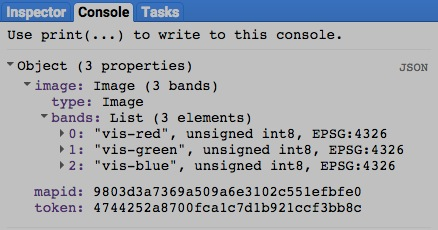 Inspector Console Tasks
Use print(...) to write to this console.
Object (3 properties) JSON
image: Image (3 bands)
type: Image
bands: List (3 elements)
0: "vis-red", unsigned int8, EPSG:4326
1: "vis-green", unsigned int8, EPSG:4326
2: "vis-blue", unsigned int8, EPSG:4326
mapid: 9803d3a7369a509a6e3102c551efbfe0
token: 4744252a8700fca1c7d1b921ccf3bb8c